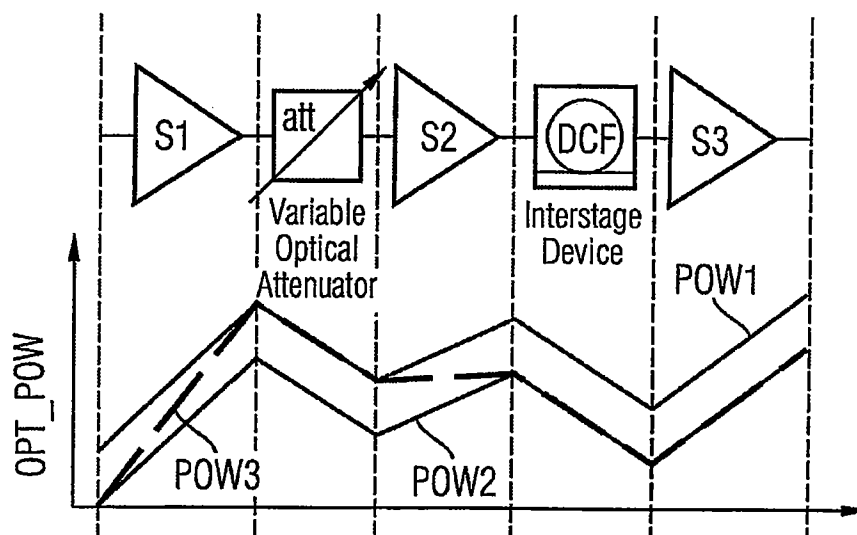 S1
att
S2
DCF
S3
Variable
Optical
Attenuator
Interstage
Device
OPT_POW
POW1
POW3
POW2